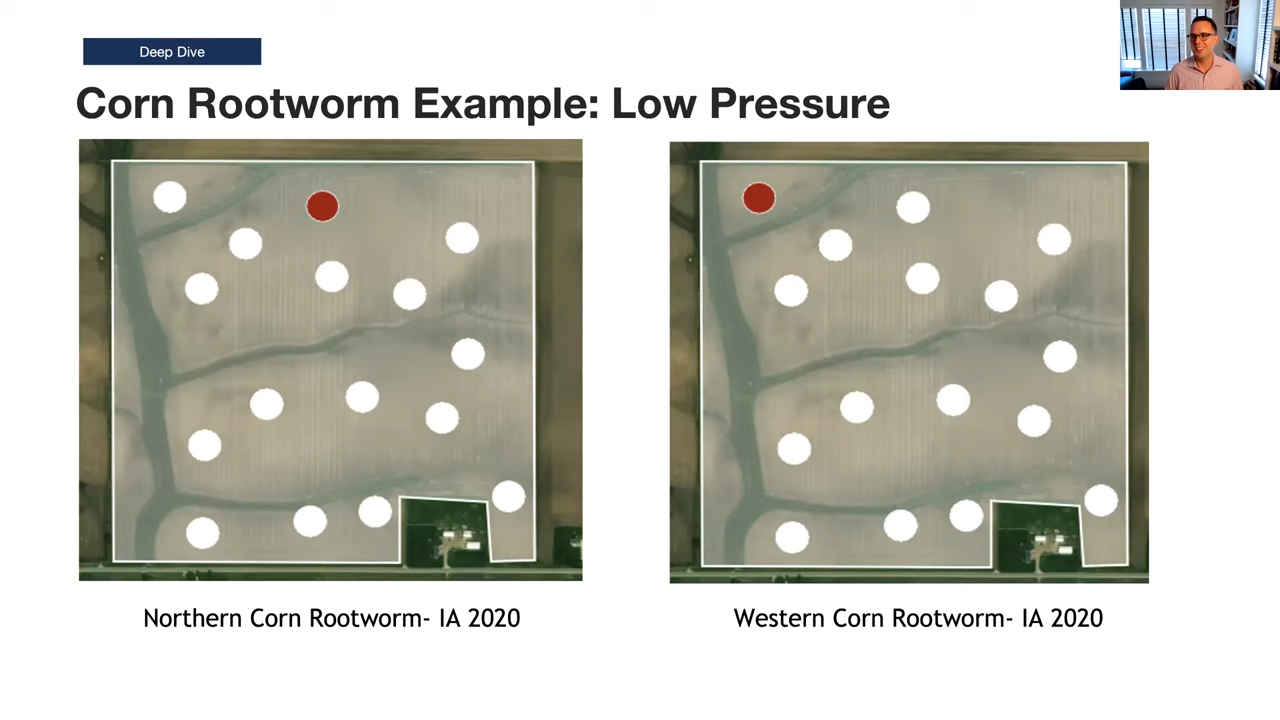 Deep Dive
Corn Rootworm Example: Low Pressure
Northern Corn Rootworm- IA 2020
Western Corn Rootworm- IA 2020